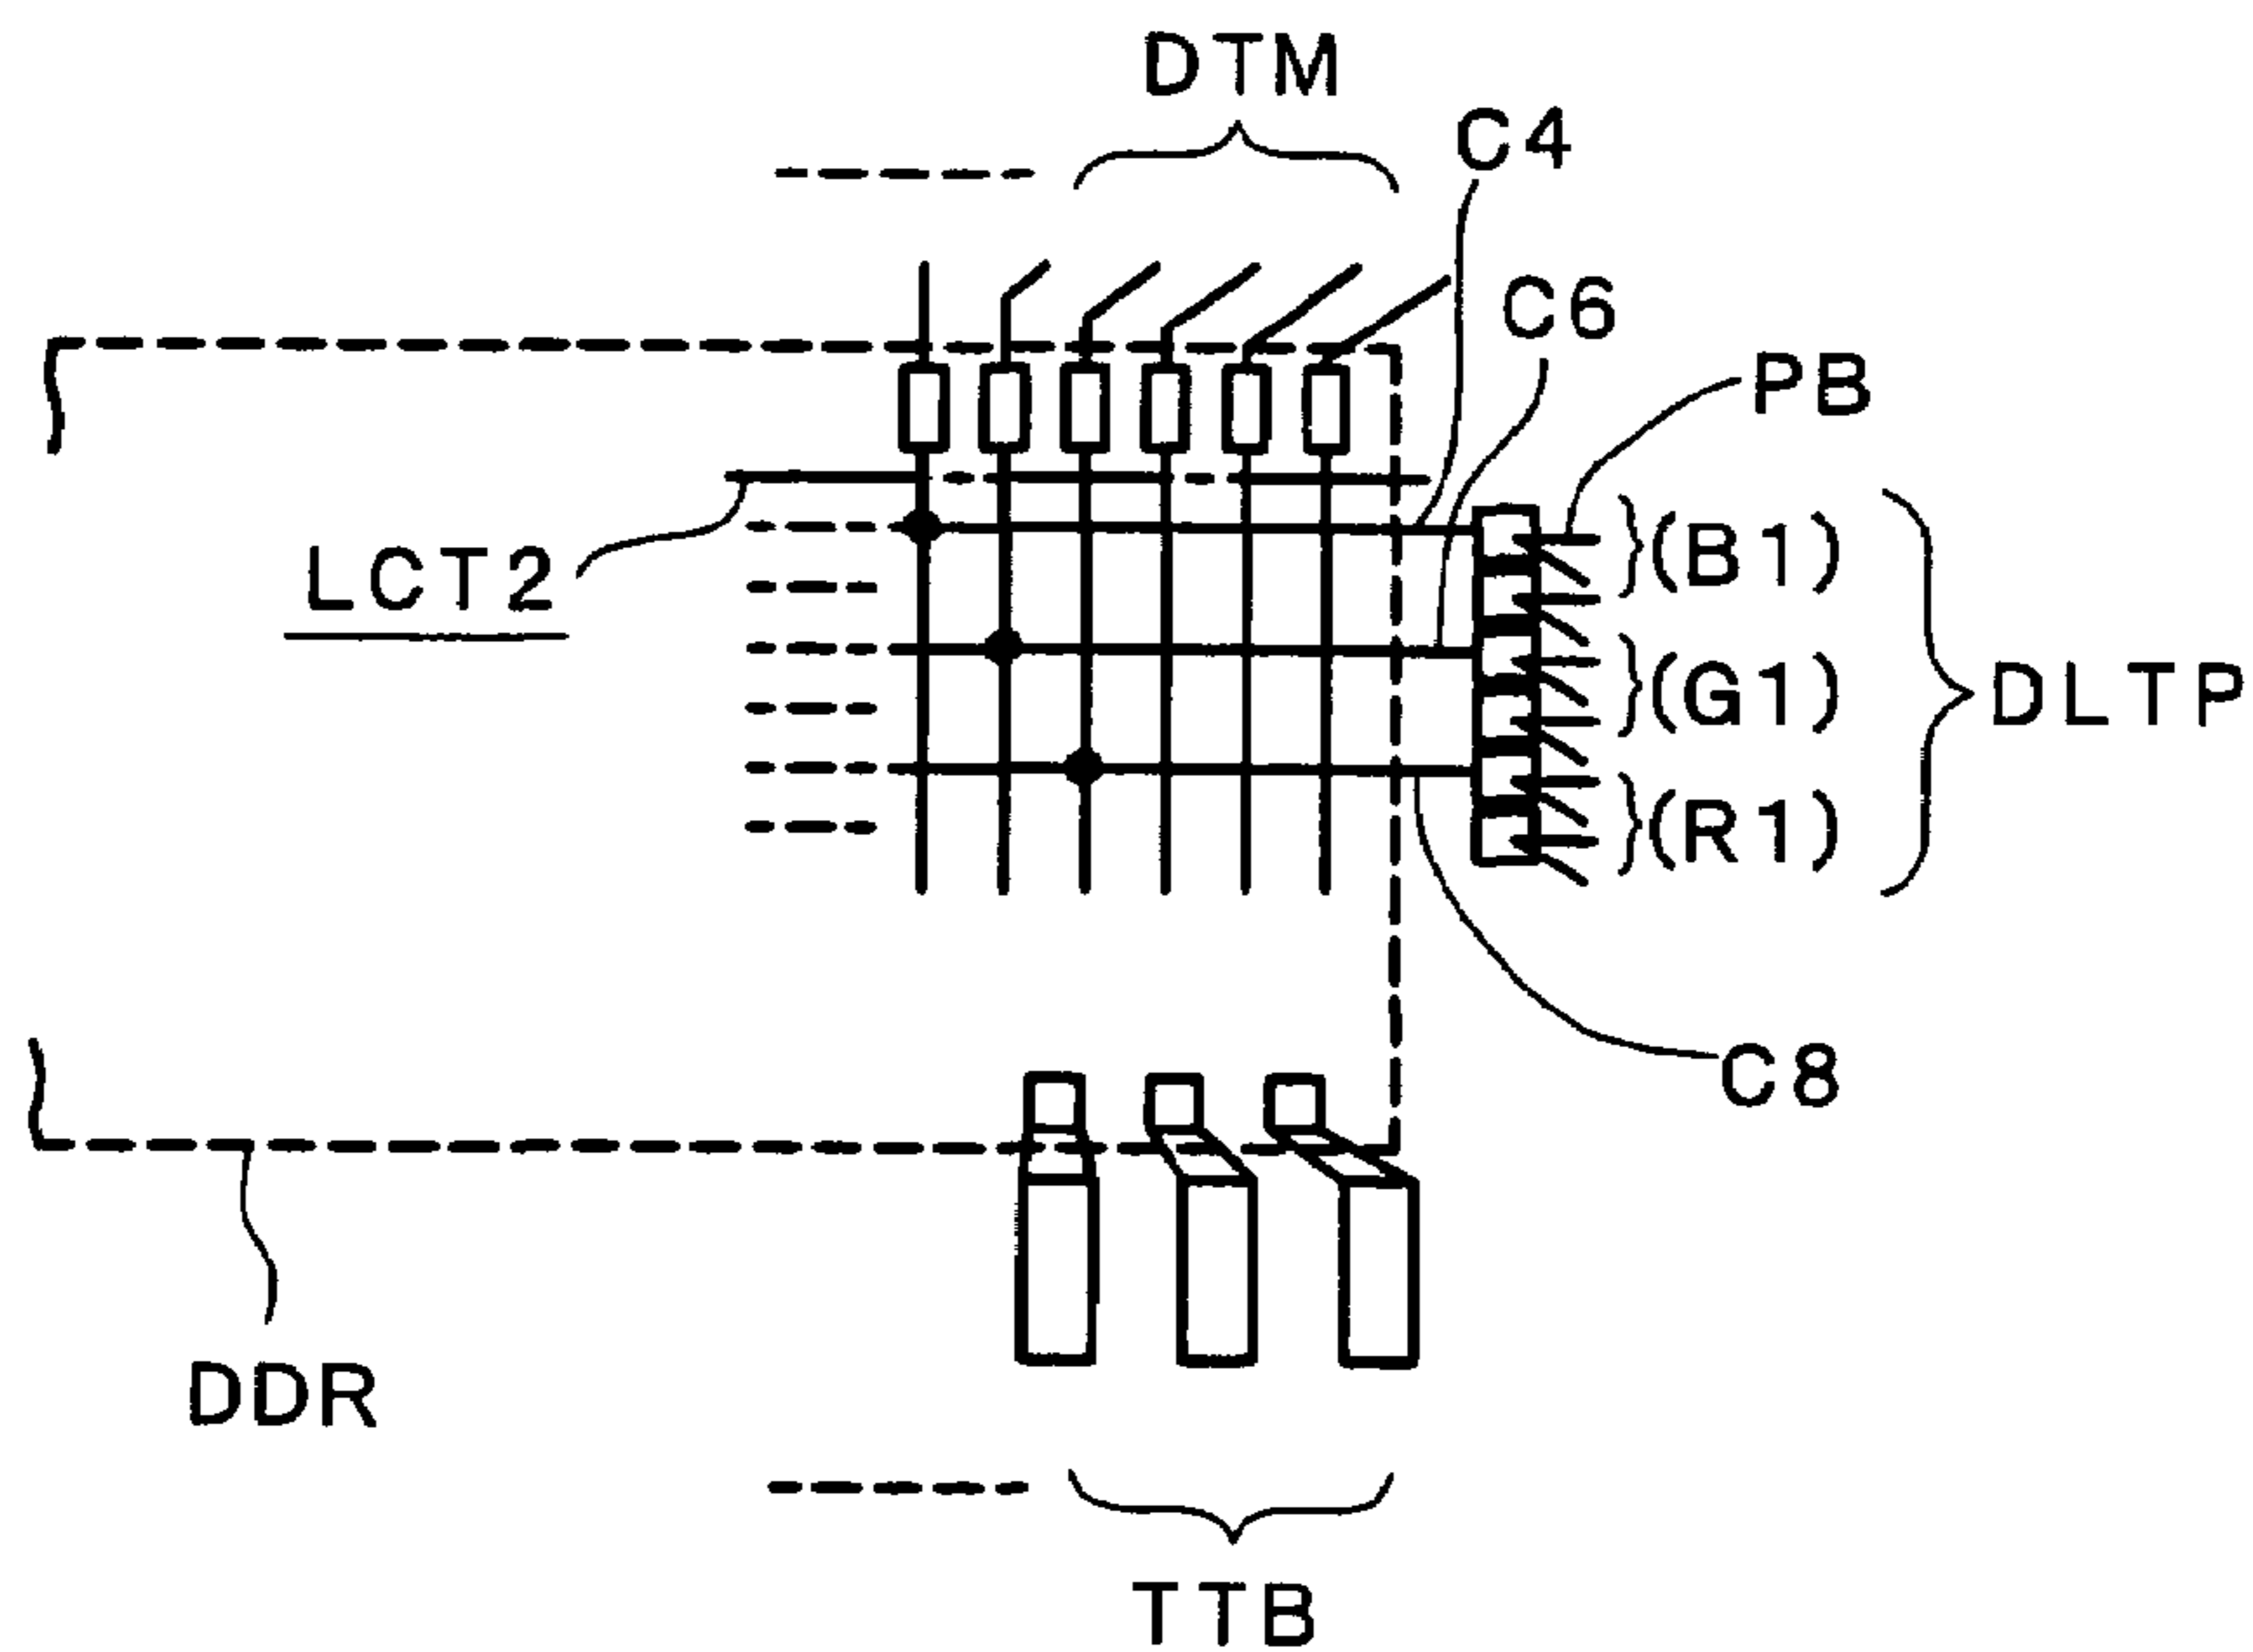 DTM
C4
C6
PB
LCT2
(B1)
(G1)
DLTP
(R1)
C8
DDR
TTB